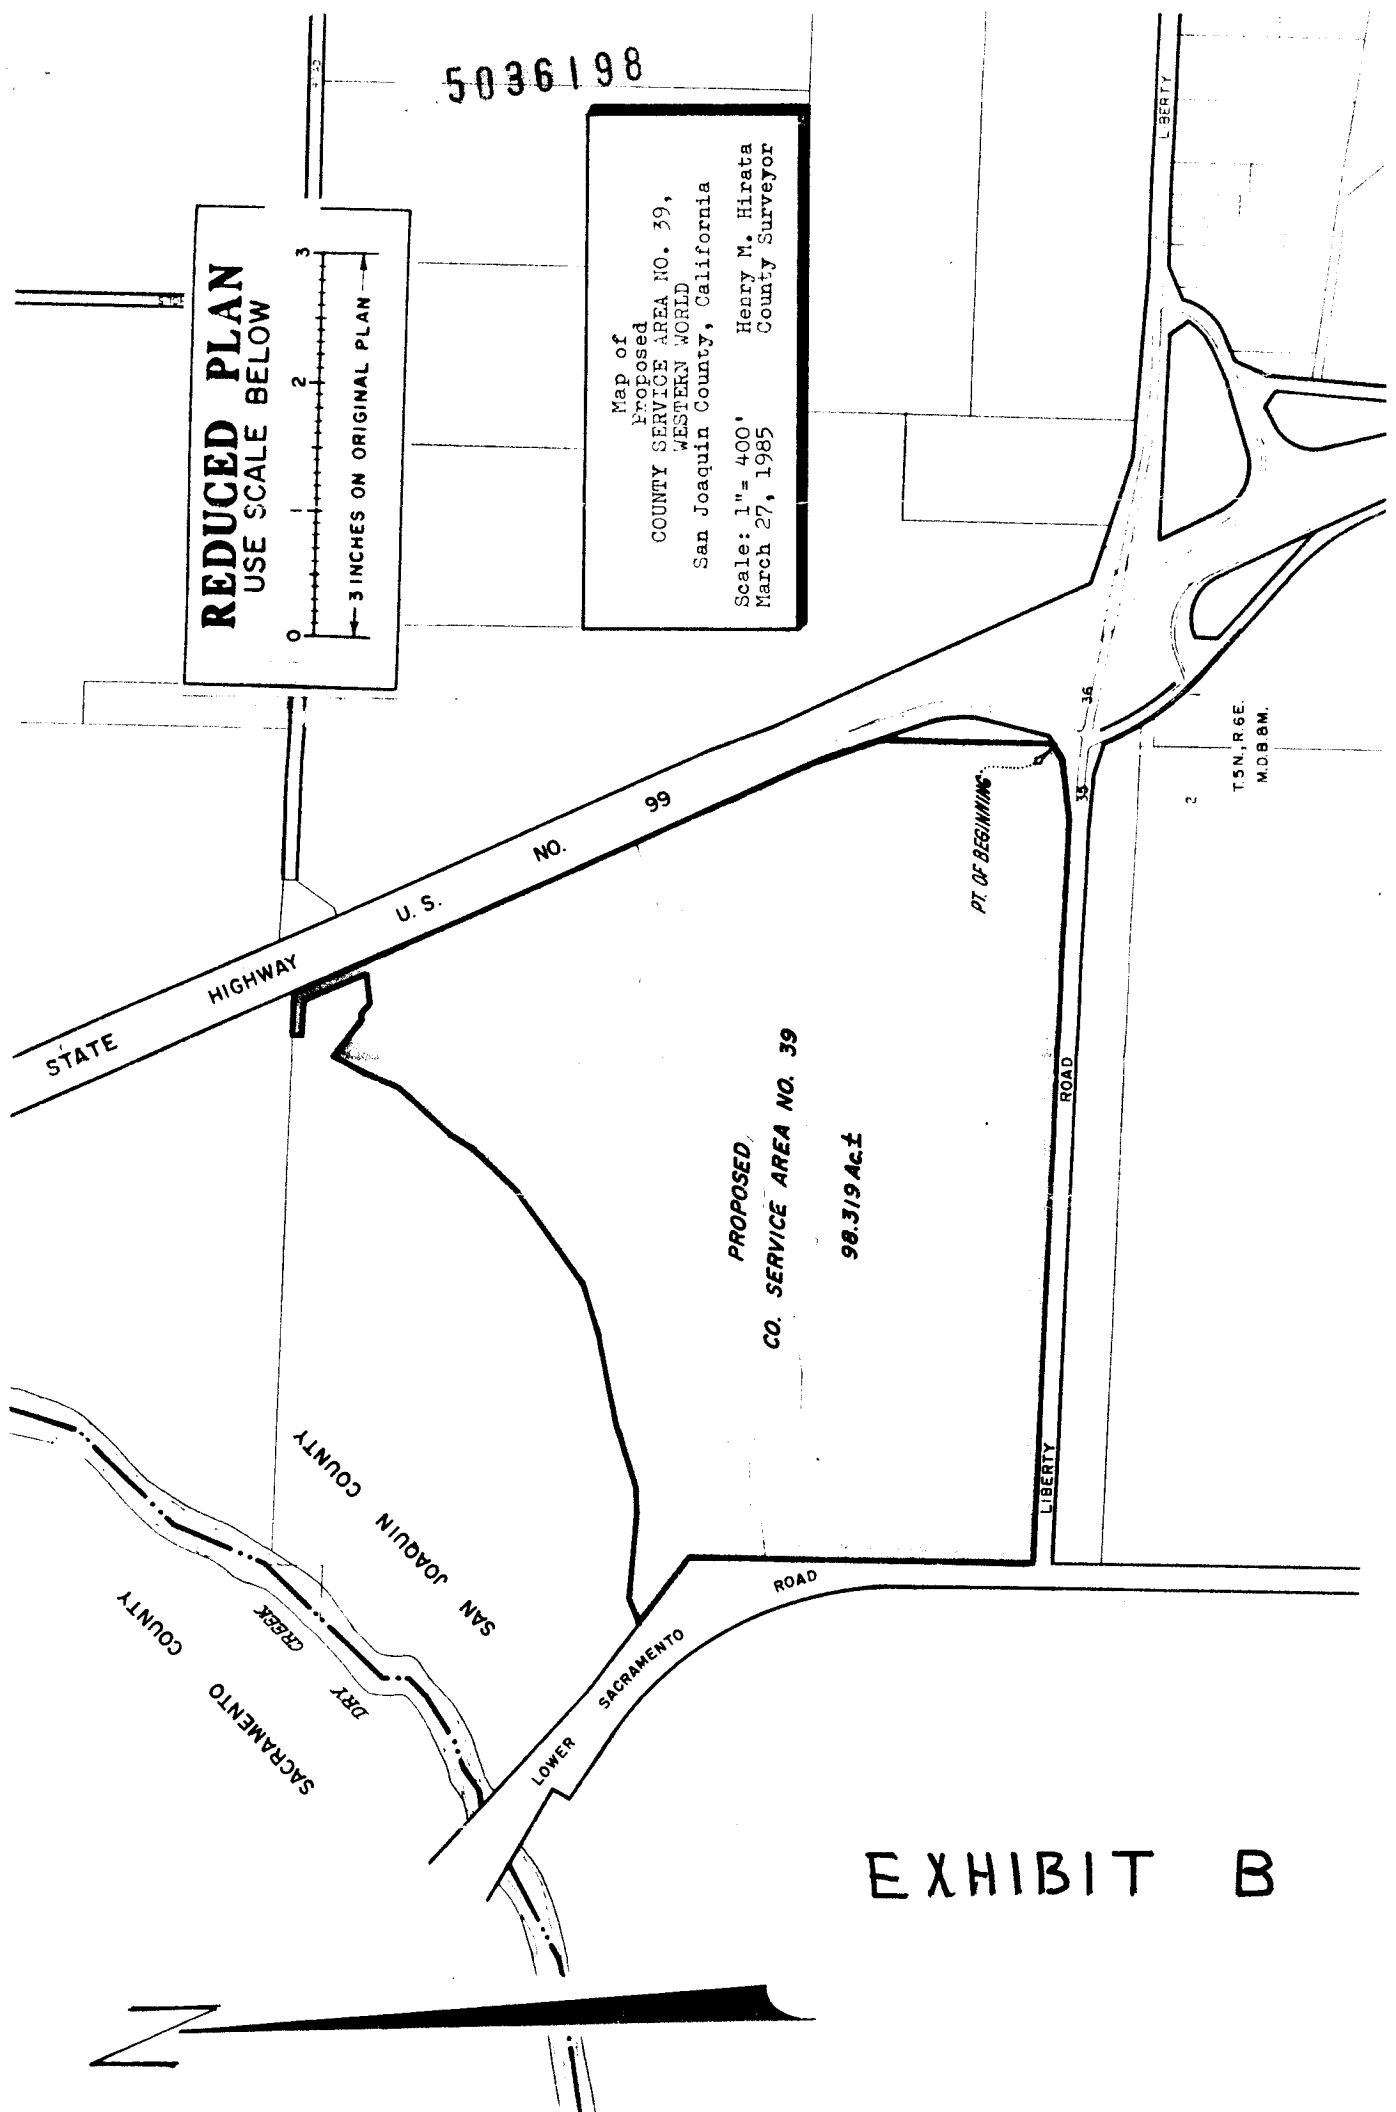 5036198
REDUCED PLAN
USE SCALE BELOW
0 1 2 3
3 INCHES ON ORIGINAL PLAN
Map of
Proposed
COUNTY SERVICE AREA NO. 39,
WESTERN WORLD
San Joaquin County, California
Scale: 1"= 400' Henry M. Hirata
March 27, 1985 County Surveyor
STATE HIGHWAY U. S. NO. 99
LIBERTY
36
35
2
T.5N., R.6E.
M.D.B.&M.
PT. OF BEGINNING
PROPOSED
CO. SERVICE AREA NO. 39
98.319 Ac.±
LIBERTY ROAD
LOWER SACRAMENTO ROAD
SAN JOAQUIN COUNTY
DRY CREEK
SACRAMENTO COUNTY
EXHIBIT B
N